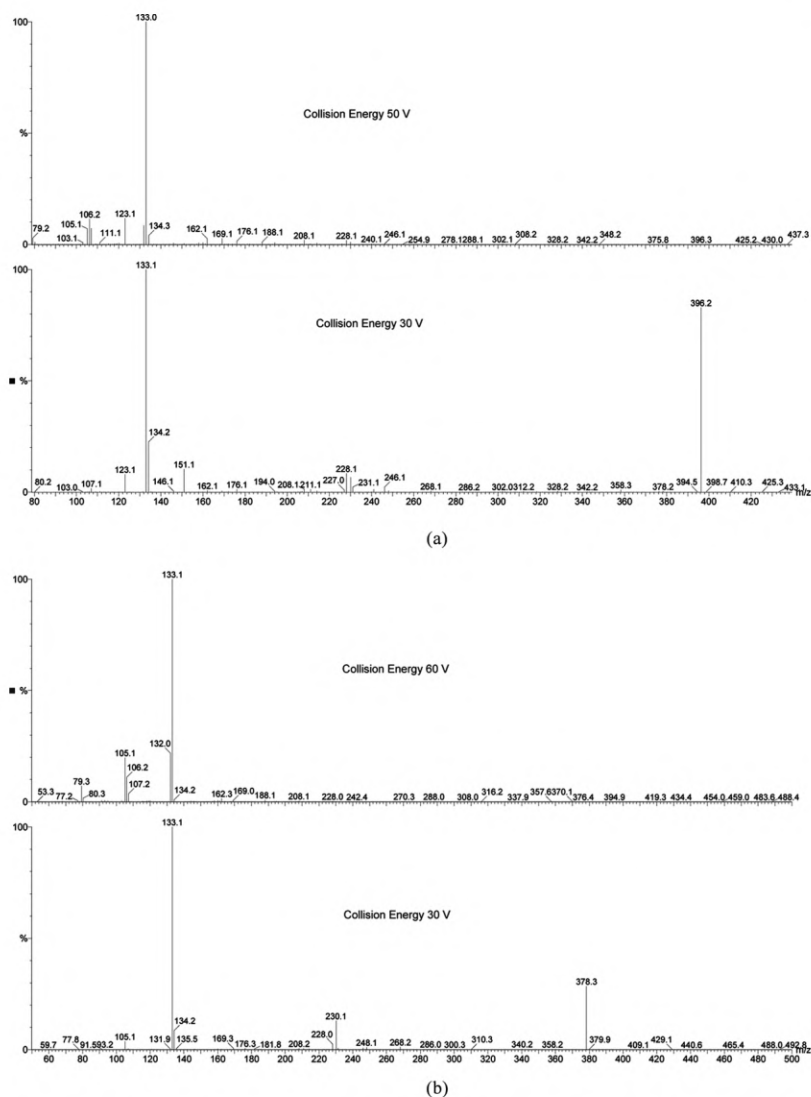 100
133.0
Collision Energy 50 V
%
79.2 103.1 105.1 106.2 111.1 123.1 134.3 162.1 169.1 176.1 188.1 208.1 228.1 240.1 246.1 254.9 278.1 288.1 302.1 308.2 328.2 342.2 348.2 375.8 396.3 425.2 430.0 437.3
0
100
133.1
Collision Energy 30 V
396.2
%
134.2
80.2 103.0 107.1 123.1 146.1 151.1 162.1 176.1 194.0 208.1 211.1 227.0 228.1 231.1 246.1 268.1 286.2 302.0 312.2 328.2 342.2 358.3 378.2 394.5 398.7 410.3 425.3 433.1
0
80 100 120 140 160 180 200 220 240 260 280 300 320 340 360 380 400 420 m/z
(a)
100
133.1
Collision Energy 60 V
%
132.0
53.3 77.2 79.3 80.3 105.1 106.2 107.2 134.2 162.3 169.0 188.1 208.1 228.0 242.4 270.3 288.0 308.0 316.2 337.9 357.6 370.1 376.4 394.9 419.3 434.4 454.0 459.0 483.6 488.4
0
100
133.1
Collision Energy 30 V
%
378.3
59.7 77.8 91.5 93.2 105.1 131.9 134.2 135.5 169.3 176.3 181.8 208.2 228.0 230.1 248.1 268.2 286.0 300.3 310.3 340.2 358.2 379.9 409.1 429.1 440.6 465.4 488.0 492.8
0
60 80 100 120 140 160 180 200 220 240 260 280 300 320 340 360 380 400 420 440 460 480 500 m/z
(b)